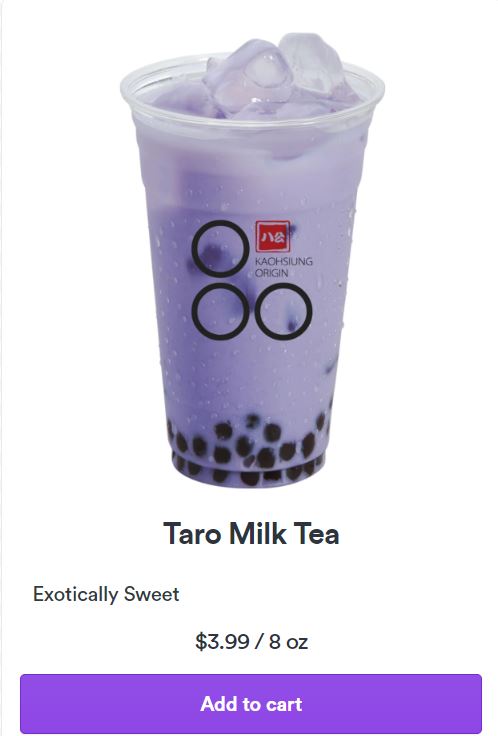 八公
KAOHSIUNG
ORIGIN
Taro Milk Tea
Exotically Sweet
$3.99 / 8 oz
Add to cart